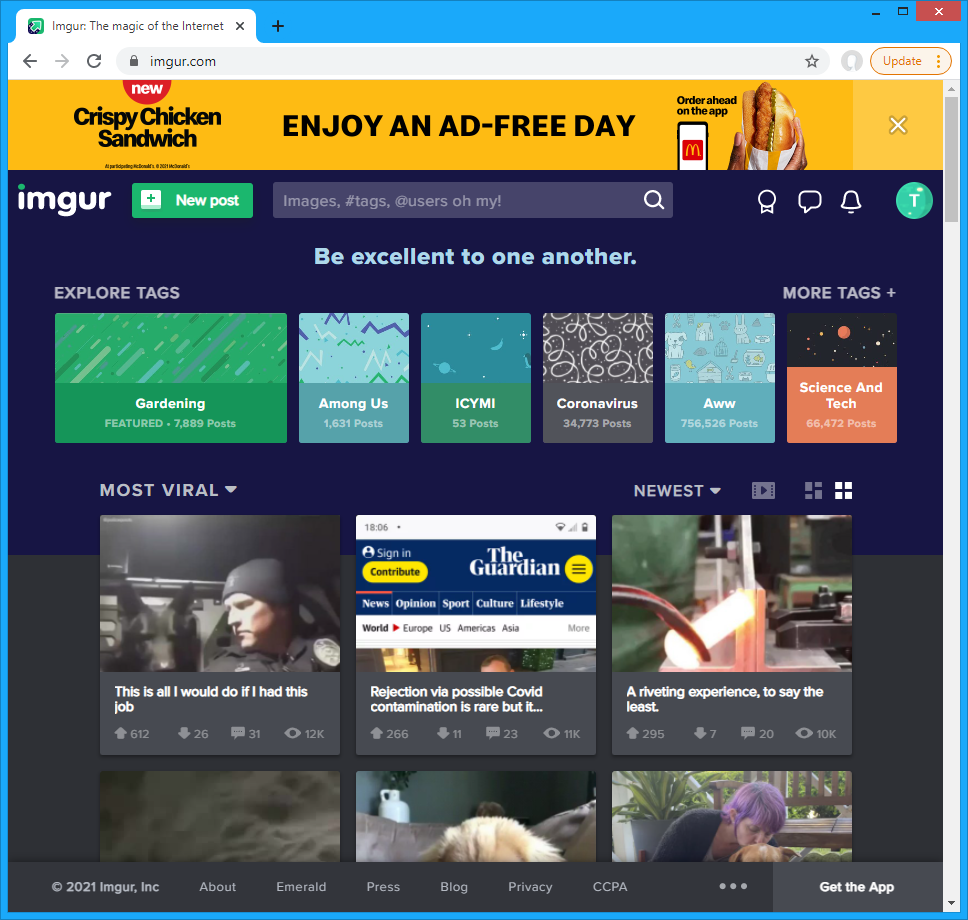 Imgur: The magic of the Internet
imgur.com
Update
new
Crispy Chicken
Sandwich
At participating McDonald's. © 2021 McDonald's
ENJOY AN AD-FREE DAY
Order ahead
on the app
imgur
New post
Images, #tags, @users oh my!
T
Be excellent to one another.
EXPLORE TAGS
MORE TAGS +
Gardening
FEATURED • 7,889 Posts
Among Us
1,631 Posts
ICYMI
53 Posts
Coronavirus
34,773 Posts
Aww
756,526 Posts
Science And
Tech
66,472 Posts
MOST VIRAL
NEWEST
18:06
Sign in
Contribute
The
Guardian
News Opinion Sport Culture Lifestyle
World Europe US Americas Asia More
This is all I would do if I had this
job
612 26 31 12K
Rejection via possible Covid
contamination is rare but it...
266 11 23 11K
A riveting experience, to say the
least.
295 7 20 10K
© 2021 Imgur, Inc
About
Emerald
Press
Blog
Privacy
CCPA
Get the App